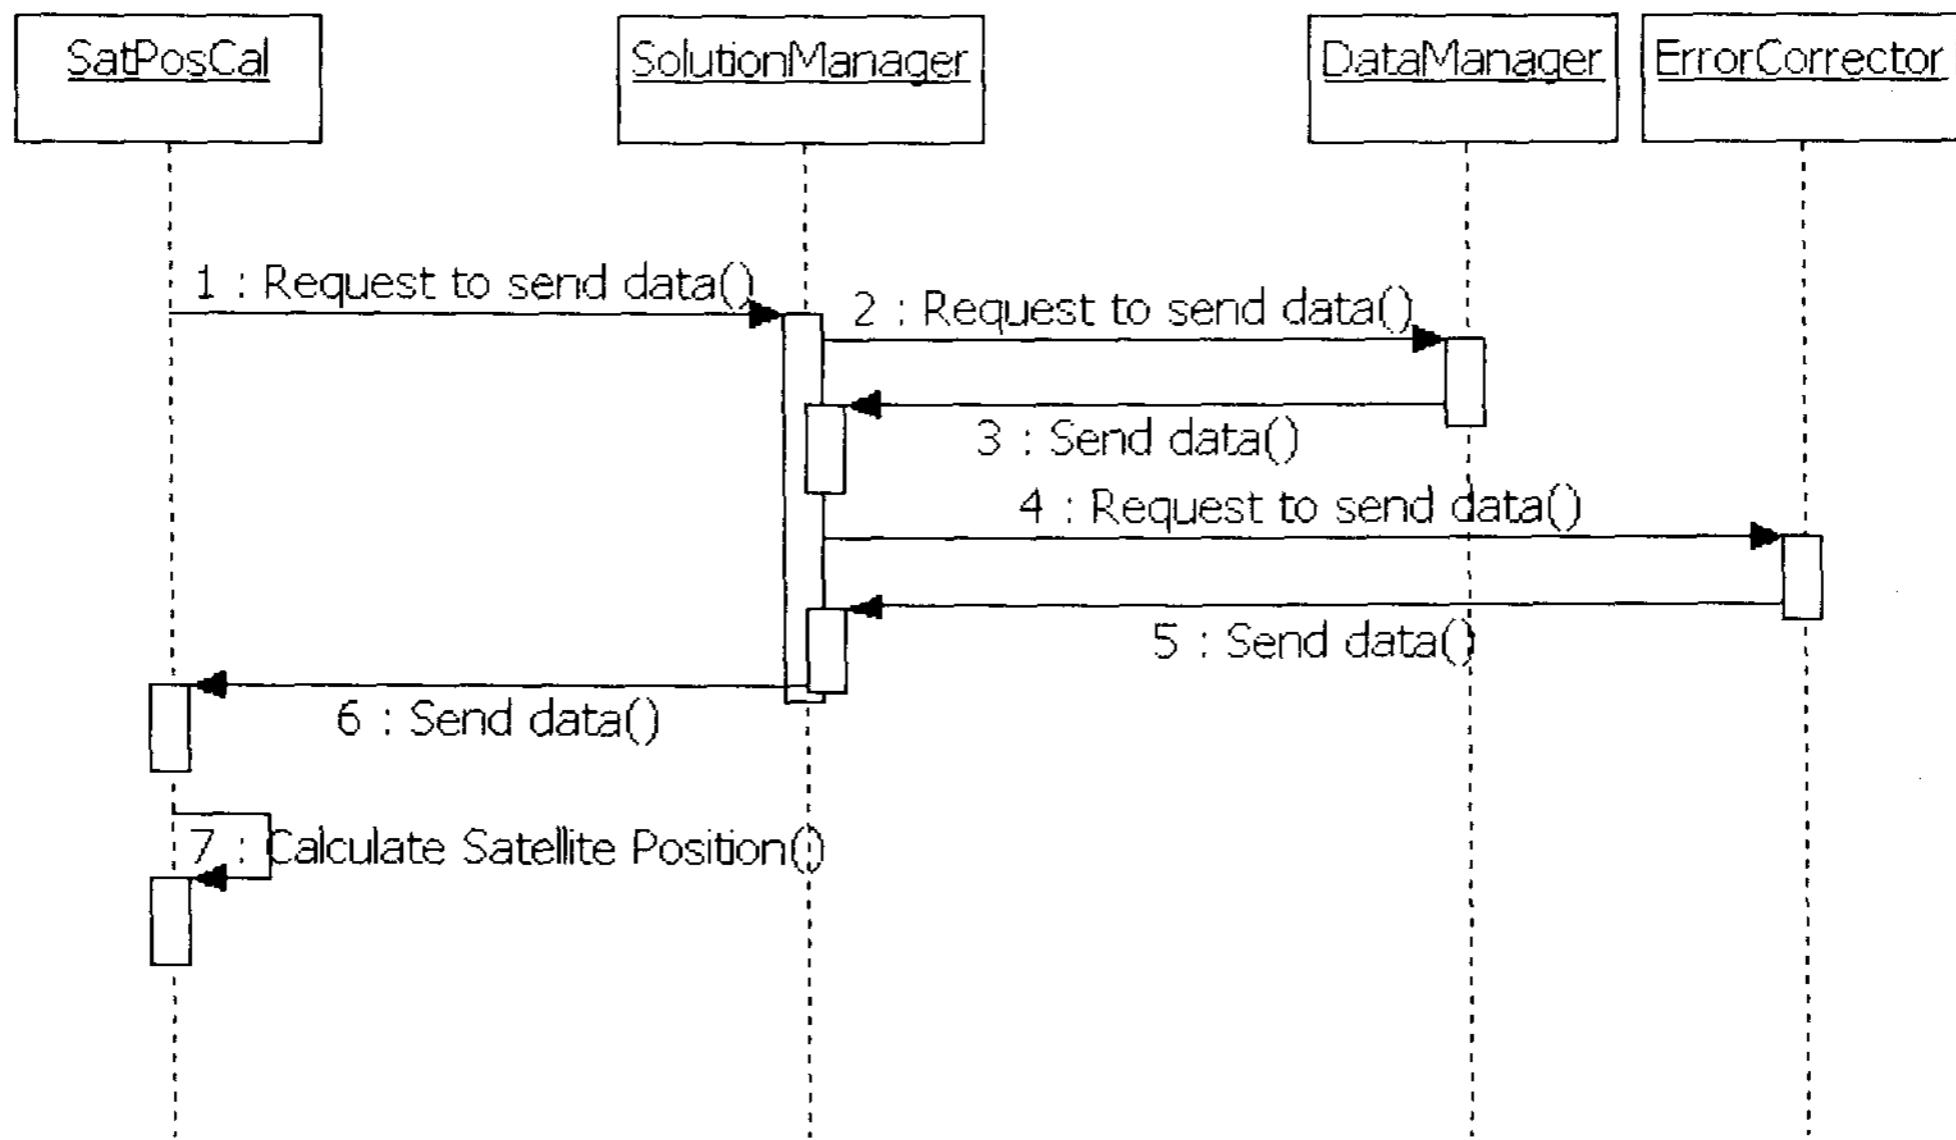 SatPosCal
SolutionManager
DataManager
ErrorCorrector
1 : Request to send data()
2 : Request to send data()
3 : Send data()
4 : Request to send data()
5 : Send data()
6 : Send data()
7 : Calculate Satellite Position()